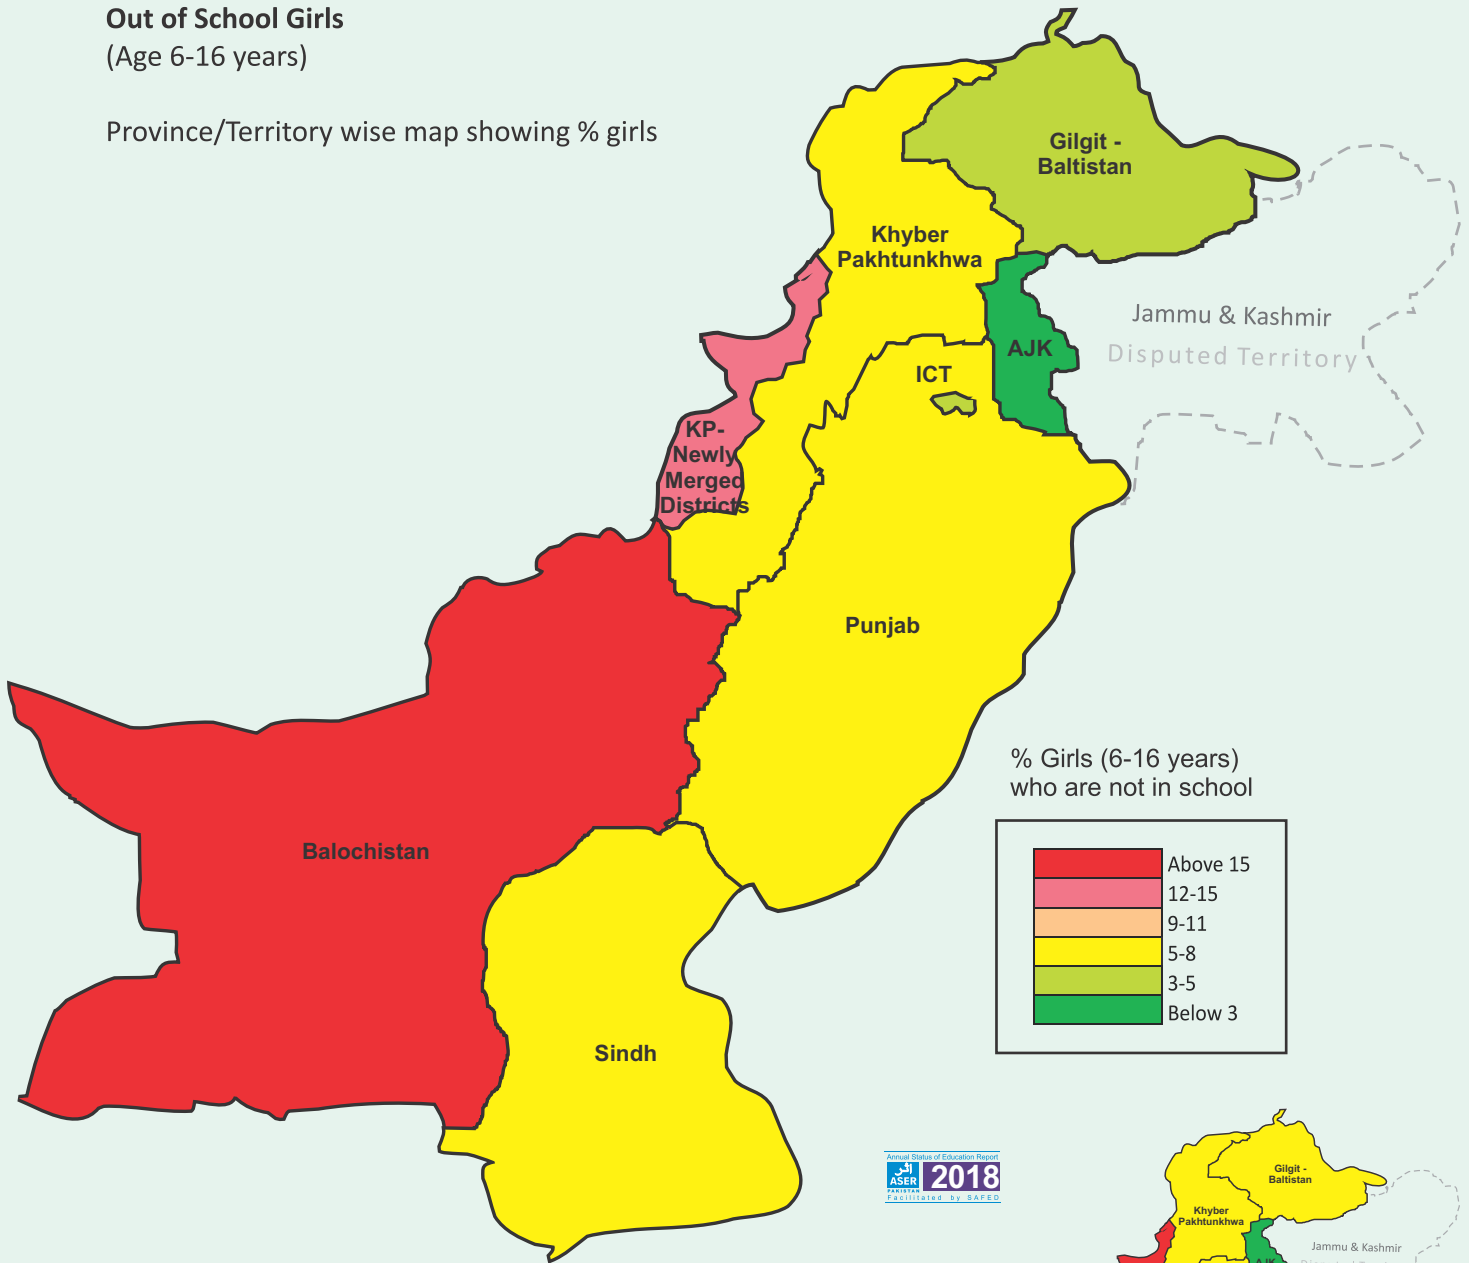 Out of School Girls
(Age 6-16 years)
Province/Territory wise map showing % girls
Gilgit -
Baltistan
Khyber
Pakhtunkhwa
Jammu & Kashmir
Disputed Territory
AJK
ICT
KP-
Newly
Merged
Districts
Punjab
Balochistan
Sindh
% Girls (6-16 years)
who are not in school
Above 15
12-15
9-11
5-8
3-5
Below 3
Annual Status of Education Report
اثر
ASER
PAKISTAN
2018
Facilitated by SAFED
Gilgit -
Baltistan
Khyber
Pakhtunkhwa
Jammu & Kashmir
AJK